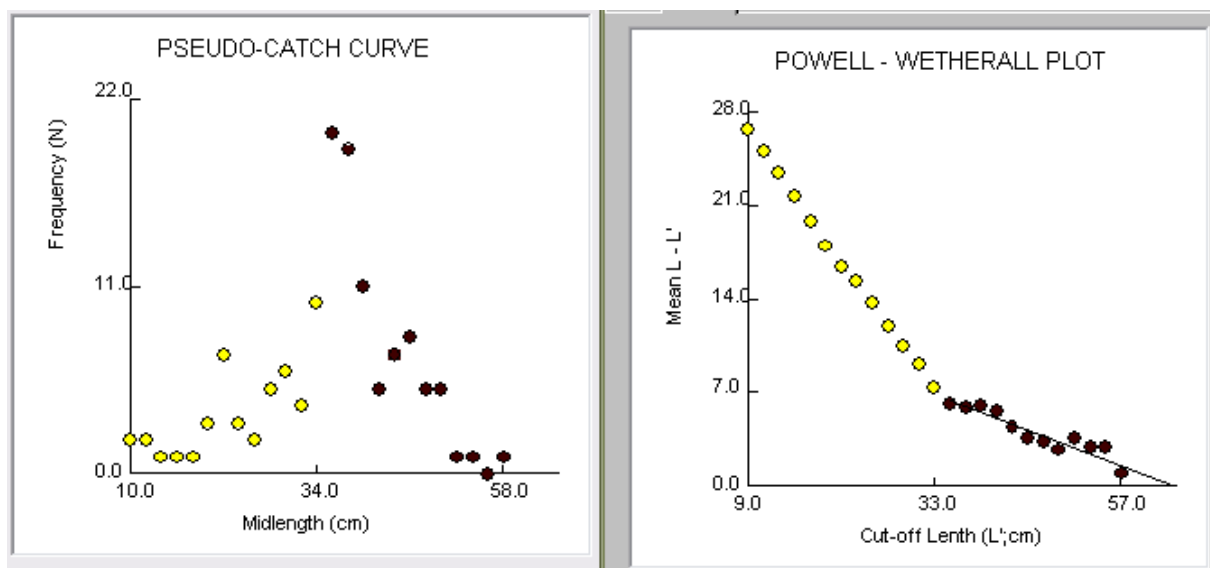 PSEUDO-CATCH CURVE
22.0
Frequency (N)
11.0
0.0
10.0 34.0 58.0
Midlength (cm)
POWELL - WETHERALL PLOT
28.0
21.0
Mean L - L'
14.0
7.0
0.0
9.0 33.0 57.0
Cut-off Lenth (L';cm)